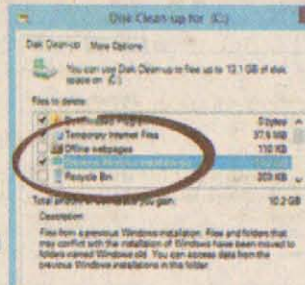 Disk Clean-up for (C:)
Disk Clean-up More Options
You can use Disk Clean-up to free up to 13.1 GB of disk
space on (C:)
Files to delete:
0 bytes
Temporary Internet Files 37.9 MB
Offline webpages 110 KB
Previous Windows installation(s)
Recycle Bin 203 KB
Total amount of you gain: 10.2 GB
Description
Files from a previous Windows installation. Files and folders that
may conflict with the installation of Windows have been moved to
folders named Windows.old. You can access data from the
previous Windows installations in this folder.